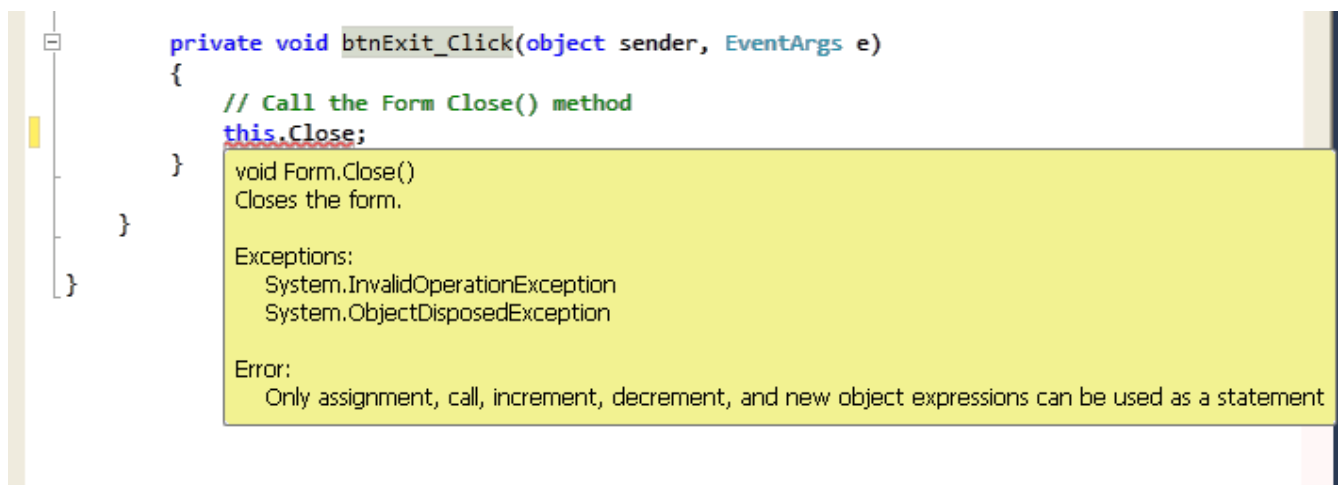 private void btnExit_Click(object sender, EventArgs e)
{
// Call the Form Close() method
this.Close;
}
void Form.Close()
Closes the form.
}
Exceptions:
System.InvalidOperationException
}
System.ObjectDisposedException
Error:
Only assignment, call, increment, decrement, and new object expressions can be used as a statement